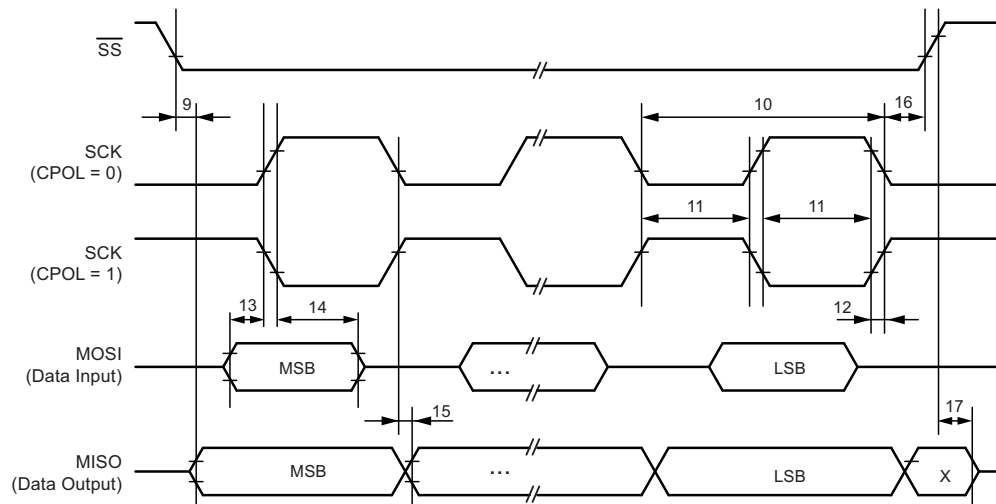 SS
9
10
16
SCK
(CPOL = 0)
11
11
SCK
(CPOL = 1)
13
14
12
MOSI
(Data Input)
MSB
...
LSB
15
17
MISO
(Data Output)
MSB
...
LSB
X